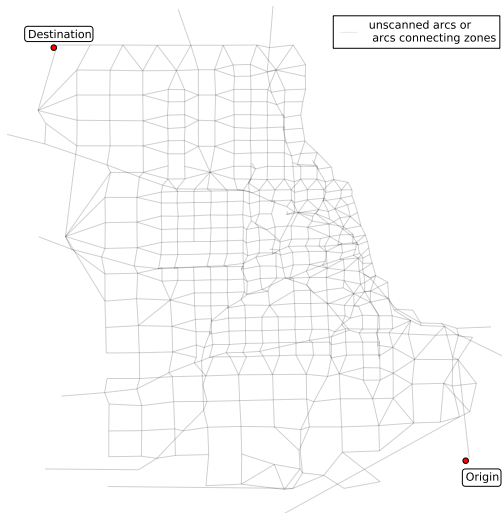 Destination
unscanned arcs or
arcs connecting zones
Origin